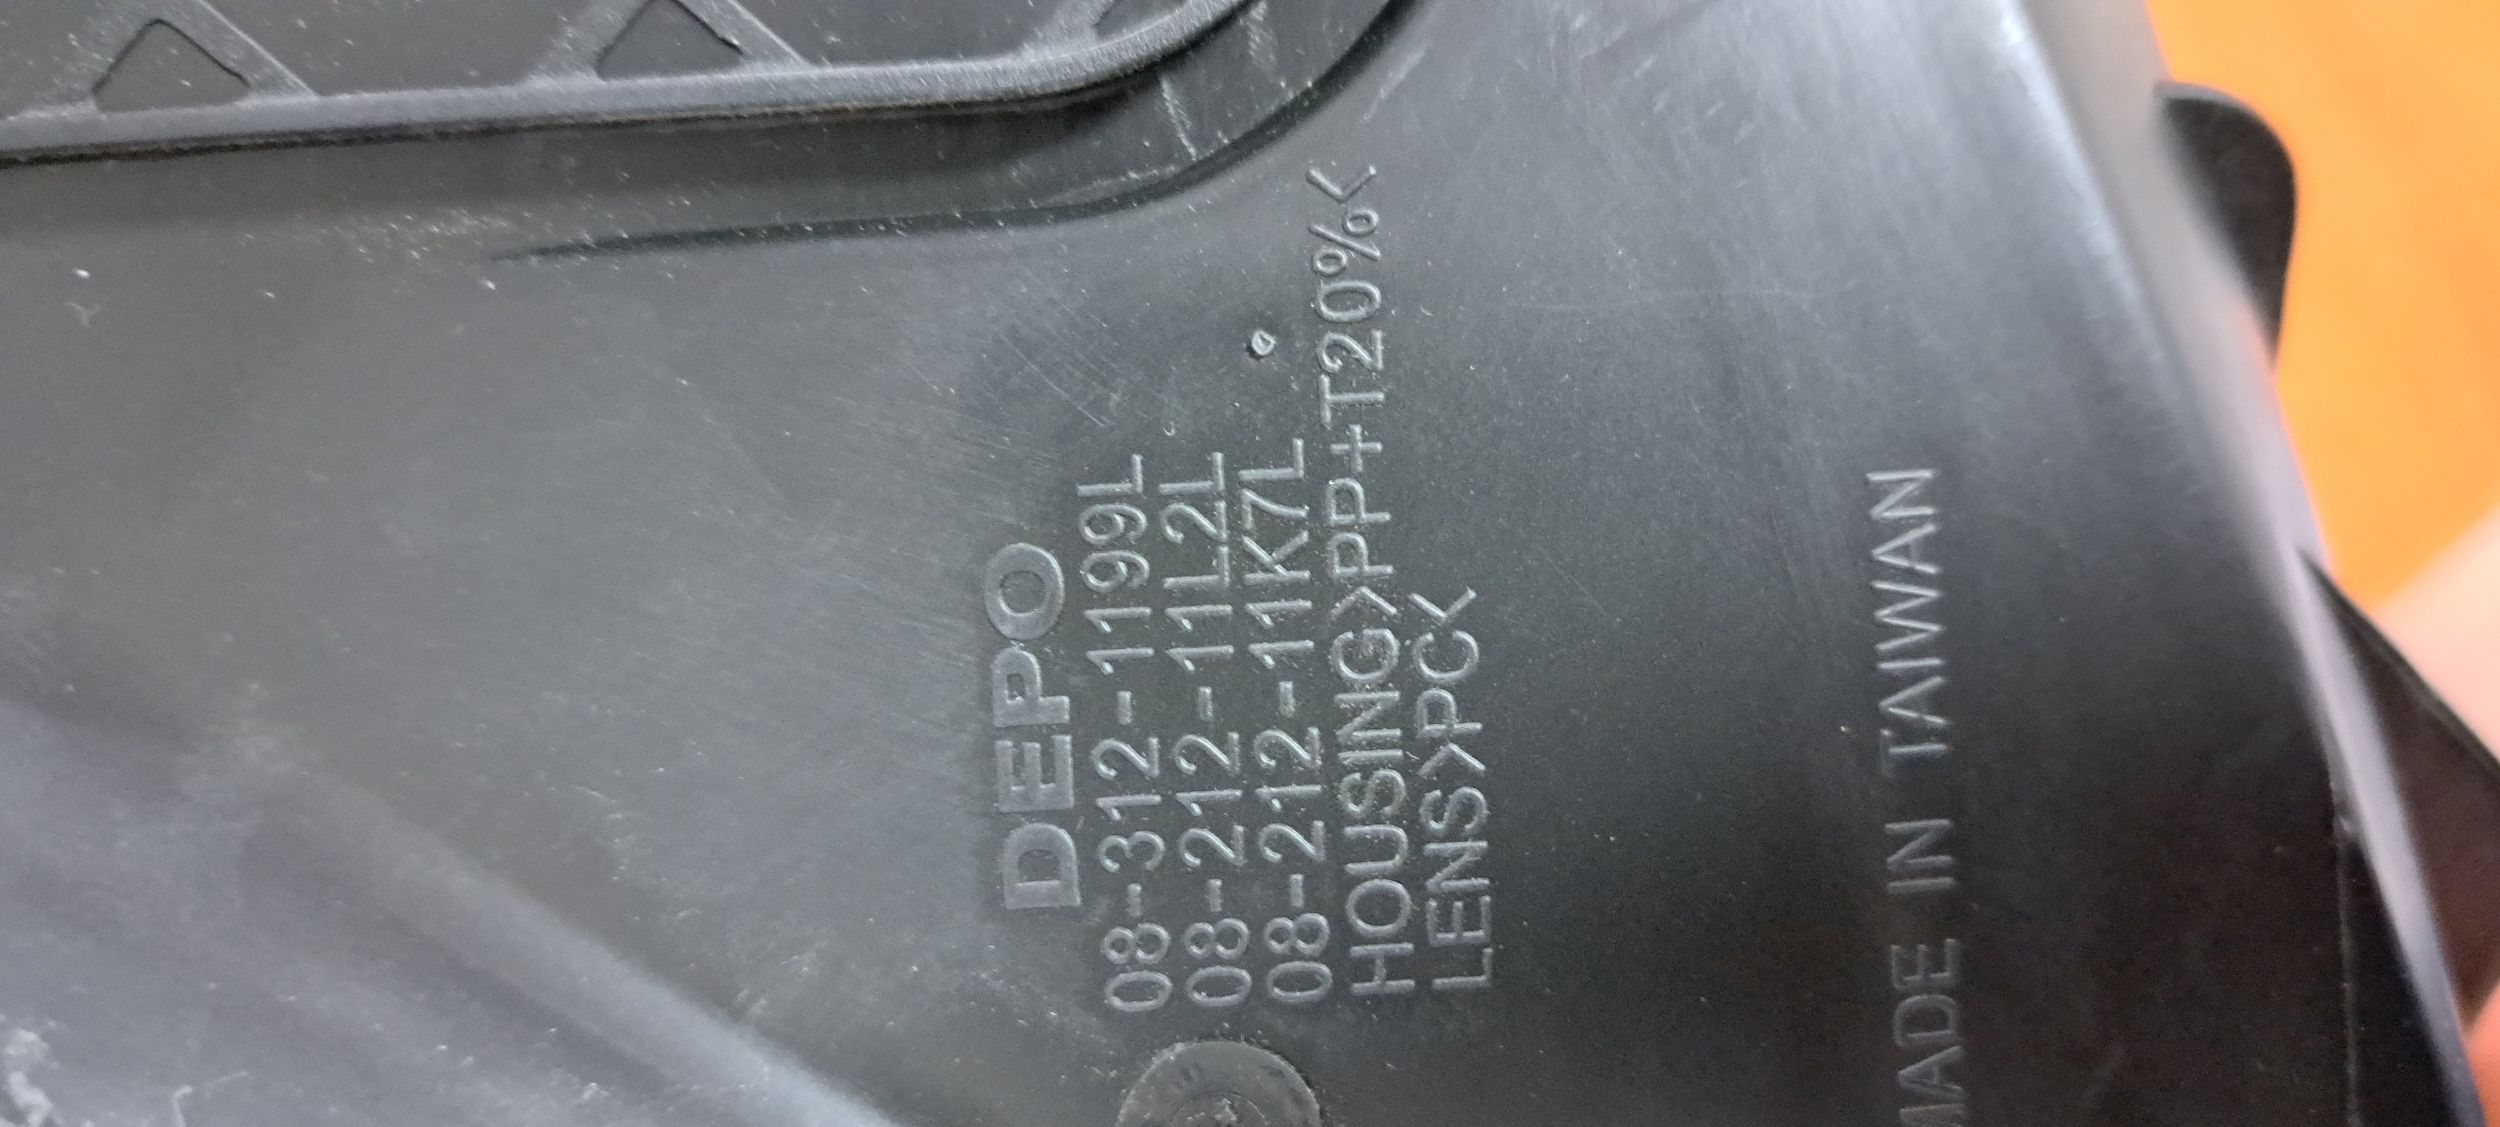 DEPO
08-312-1199L
08-212-11L2L
08-212-11K7L
HOUSING>PP+T20%<
LENS>PC<
MADE IN TAIWAN